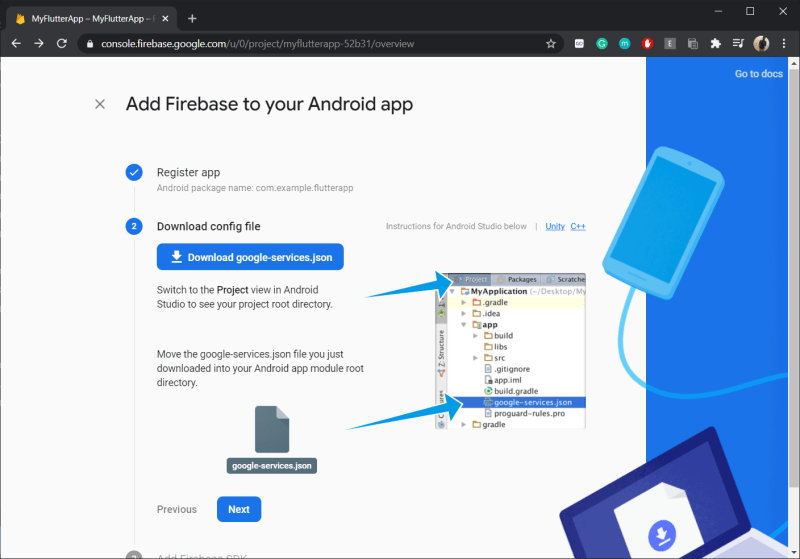 MyFlutterApp – MyFlutterApp –
console.firebase.google.com/u/0/project/myflutterapp-52b31/overview
Go to docs
Add Firebase to your Android app
Register app
Android package name: com.example.flutterapp
2
Download config file
Instructions for Android Studio below | Unity C++
Download google-services.json
Switch to the Project view in Android
Studio to see your project root directory.
Move the google-services.json file you just
downloaded into your Android app module root
directory.
google-services.json
Project Packages Scratches
MyApplication (~/Desktop/My
.gradle
.idea
app
build
libs
src
.gitignore
app.iml
build.gradle
google-services.json
proguard-rules.pro
gradle
Z: Structure
Previous
Next
3
Add Firebase SDK